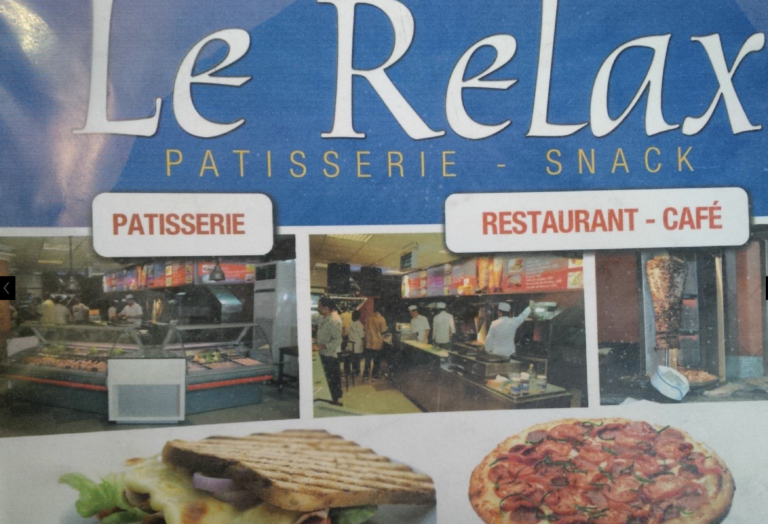 Le Relax
PATISSERIE - SNACK
PATISSERIE
RESTAURANT - CAFÉ